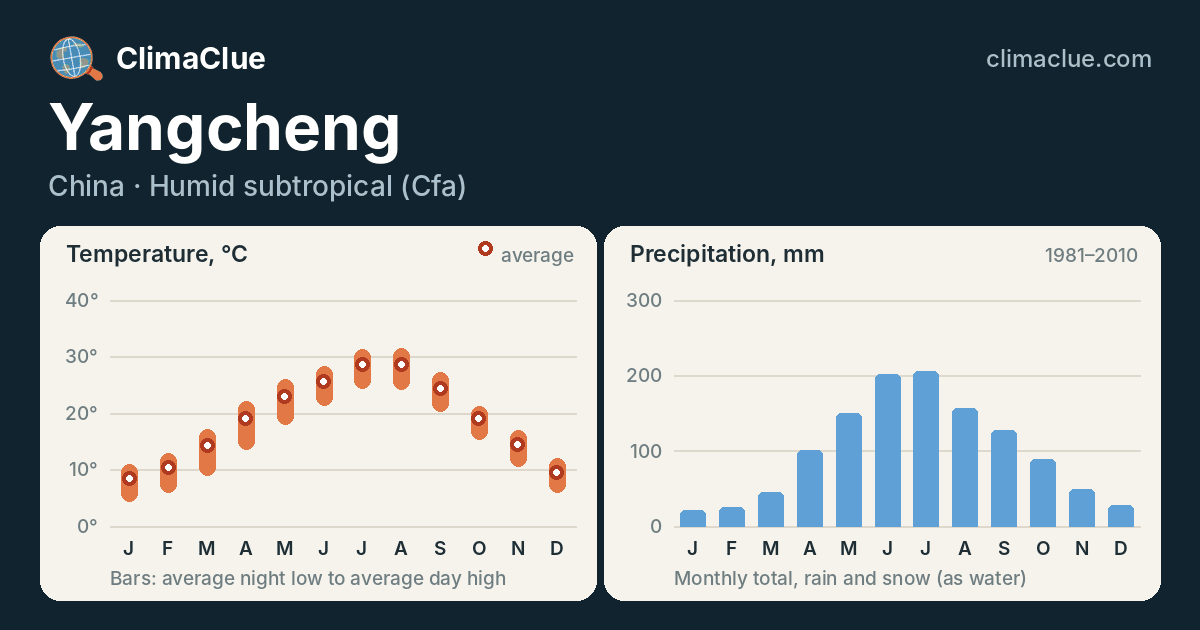 ClimaClue
climaclue.com
Yangcheng
China · Humid subtropical (Cfa)
Temperature, °C
average
40°
30°
20°
10°
0°
J F M A M J J A S O N D
Bars: average night low to average day high
Precipitation, mm
1981–2010
300
200
100
0
J F M A M J J A S O N D
Monthly total, rain and snow (as water)